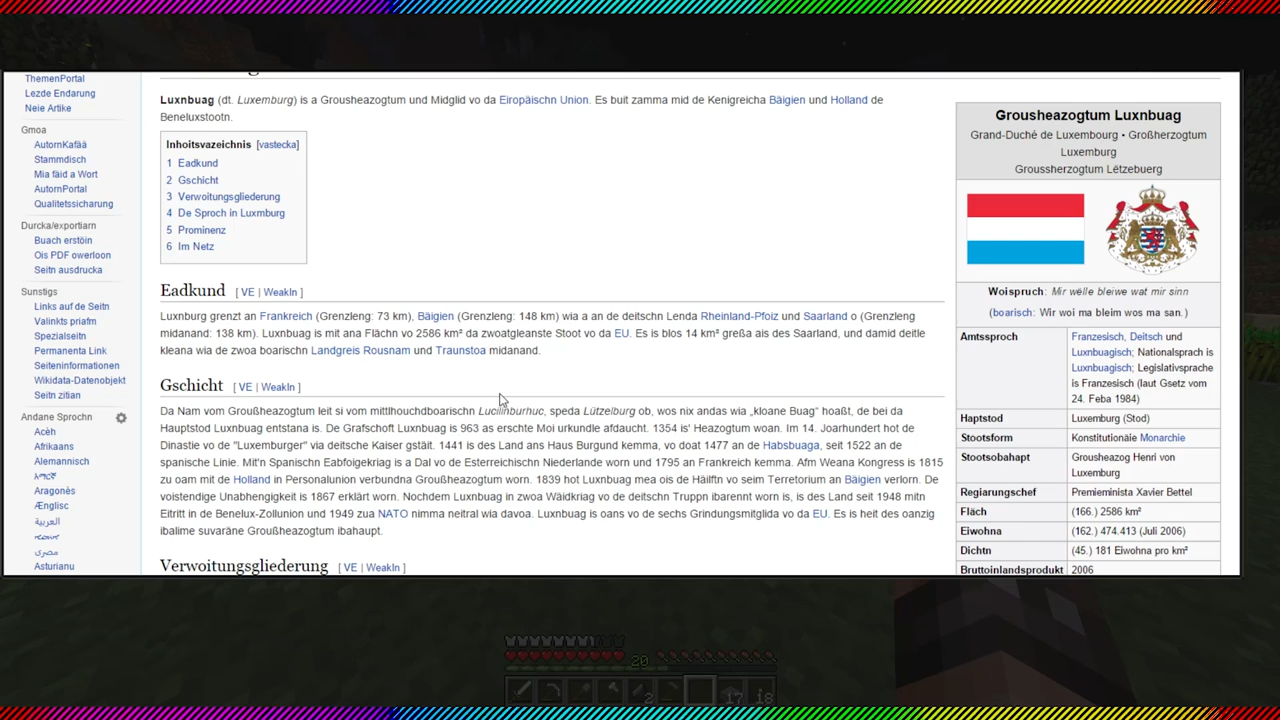 ThemenPortal
Lezde Endarung
Neie Artike
Gmoa
AutornKafää
Stammdisch
Mia fäid a Wort
AutornPortal
Qualitetssicharung
Durcka/exportiarn
Buach erstöin
Ois PDF owerloon
Seitn ausdrucka
Sunstigs
Links auf de Seitn
Valinkts priafm
Spezialseitn
Permanenta Link
Seiteninformationen
Wikidata-Datenobjekt
Seitn zitian
Andane Sprochn
Acèh
Afrikaans
Alemannisch
አማርኛ
Aragonés
Ænglisc
العربية
مصرى
Asturianu
Luxnbuag (dt. Luxemburg) is a Grousheazogtum und Midglid vo da Eiropäischn Union. Es buit zamma mid de Kenigreicha Bäigien und Holland de
Beneluxstootn.
Inhoitsvazeichnis [vastecka]
1 Eadkund
2 Gschicht
3 Verwoitungsgliederung
4 De Sproch in Luxmburg
5 Prominenz
6 Im Netz
Eadkund [ VE | WeakIn ]
Luxnburg grenzt an Frankreich (Grenzleng: 73 km), Bäigien (Grenzleng: 148 km) wia a an de deitschn Lenda Rheinland-Pfoiz und Saarland o (Grenzleng
midanand: 138 km). Luxnbuag is mit ana Flächn vo 2586 km² da zwoatgleanste Stoot vo da EU. Es is blos 14 km² greßa ais des Saarland, und damid deitle
kleana wia de zwoa boarischn Landgreis Rousnam und Traunstoa midanand.
Gschicht [ VE | WeakIn ]
Da Nam vom Groußheazogtum leit si vom mittlhouchdboarischn Lucilinburhuc, speda Lützelburg ob, wos nix andas wia „kloane Buag“ hoaßt, de bei da
Hauptstod Luxnbuag entstana is. De Grafschoft Luxnbuag is 963 as erschte Moi urkundle afdaucht. 1354 is' Heazogtum woan. Im 14. Joarhundert hot de
Dinastie vo de "Luxemburger" via deitsche Kaiser gstäit. 1441 is des Land ans Haus Burgund kemma, vo doat 1477 an de Habsbuaga, seit 1522 an de
spanische Linie. Mit'n Spanischn Eabfoigekriag is a Dal vo de Esterreichischn Niederlande worn und 1795 an Frankreich kemma. Afm Weana Kongress is 1815
zu oam mit de Holland in Personalunion verbundna Groußheazogtum worn. 1839 hot Luxnbuag mea ois de Häilftn vo seim Terretorium an Bäigien verlorn. De
voistendige Unabhengigkeit is 1867 erklärt worn. Nochdem Luxnbuag in zwoa Wäidkriag vo de deitschn Truppn ibarennt worn is, is des Land seit 1948 mitn
Eitritt in de Benelux-Zollunion und 1949 zua NATO nimma neitral wia davoa. Luxnbuag is oans vo de sechs Grindungsmitglida vo da EU. Es is heit des oanzig
ibalime suvaräne Groußheazogtum ibahaupt.
Verwoitungsgliederung [ VE | WeakIn ]
Grousheazogtum Luxnbuag
Grand-Duché de Luxembourg • Großherzogtum
Luxemburg
Groussherzogtum Lëtzebuerg
Woispruch: Mir wëlle bleiwe wat mir sinn
(boarisch: Wir woi ma bleim wos ma san.)
Amtssproch Franzesisch, Deitsch und
Luxnbuagisch; Nationalsprach is
Luxnbuagisch; Legislativsprache
is Franzesisch (laut Gsetz vom
24. Feba 1984)
Haptstod Luxemburg (Stod)
Stootsform Konstitutionäie Monarchie
Stootsobahapt Grousheazog Henri von
Luxemburg
Regiarungschef Premieminista Xavier Bettel
Fläch (166.) 2586 km²
Eiwohna (162.) 474.413 (Juli 2006)
Dichtn (45.) 181 Eiwohna pro km²
Bruttoinlandsprodukt 2006
20
2
17
18